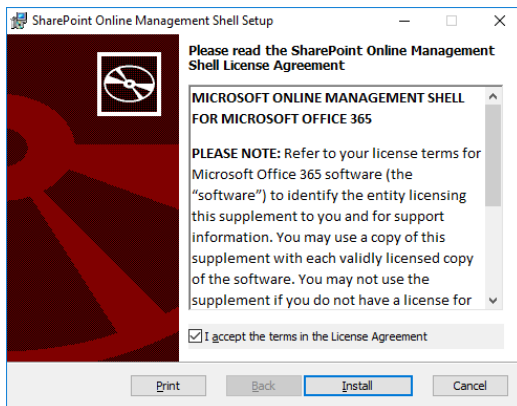 SharePoint Online Management Shell Setup
Please read the SharePoint Online Management
Shell License Agreement
MICROSOFT ONLINE MANAGEMENT SHELL
FOR MICROSOFT OFFICE 365
PLEASE NOTE: Refer to your license terms for
Microsoft Office 365 software (the
“software”) to identify the entity licensing
this supplement to you and for support
information. You may use a copy of this
supplement with each validly licensed copy
of the software. You may not use the
supplement if you do not have a license for
I accept the terms in the License Agreement
Print
Back
Install
Cancel